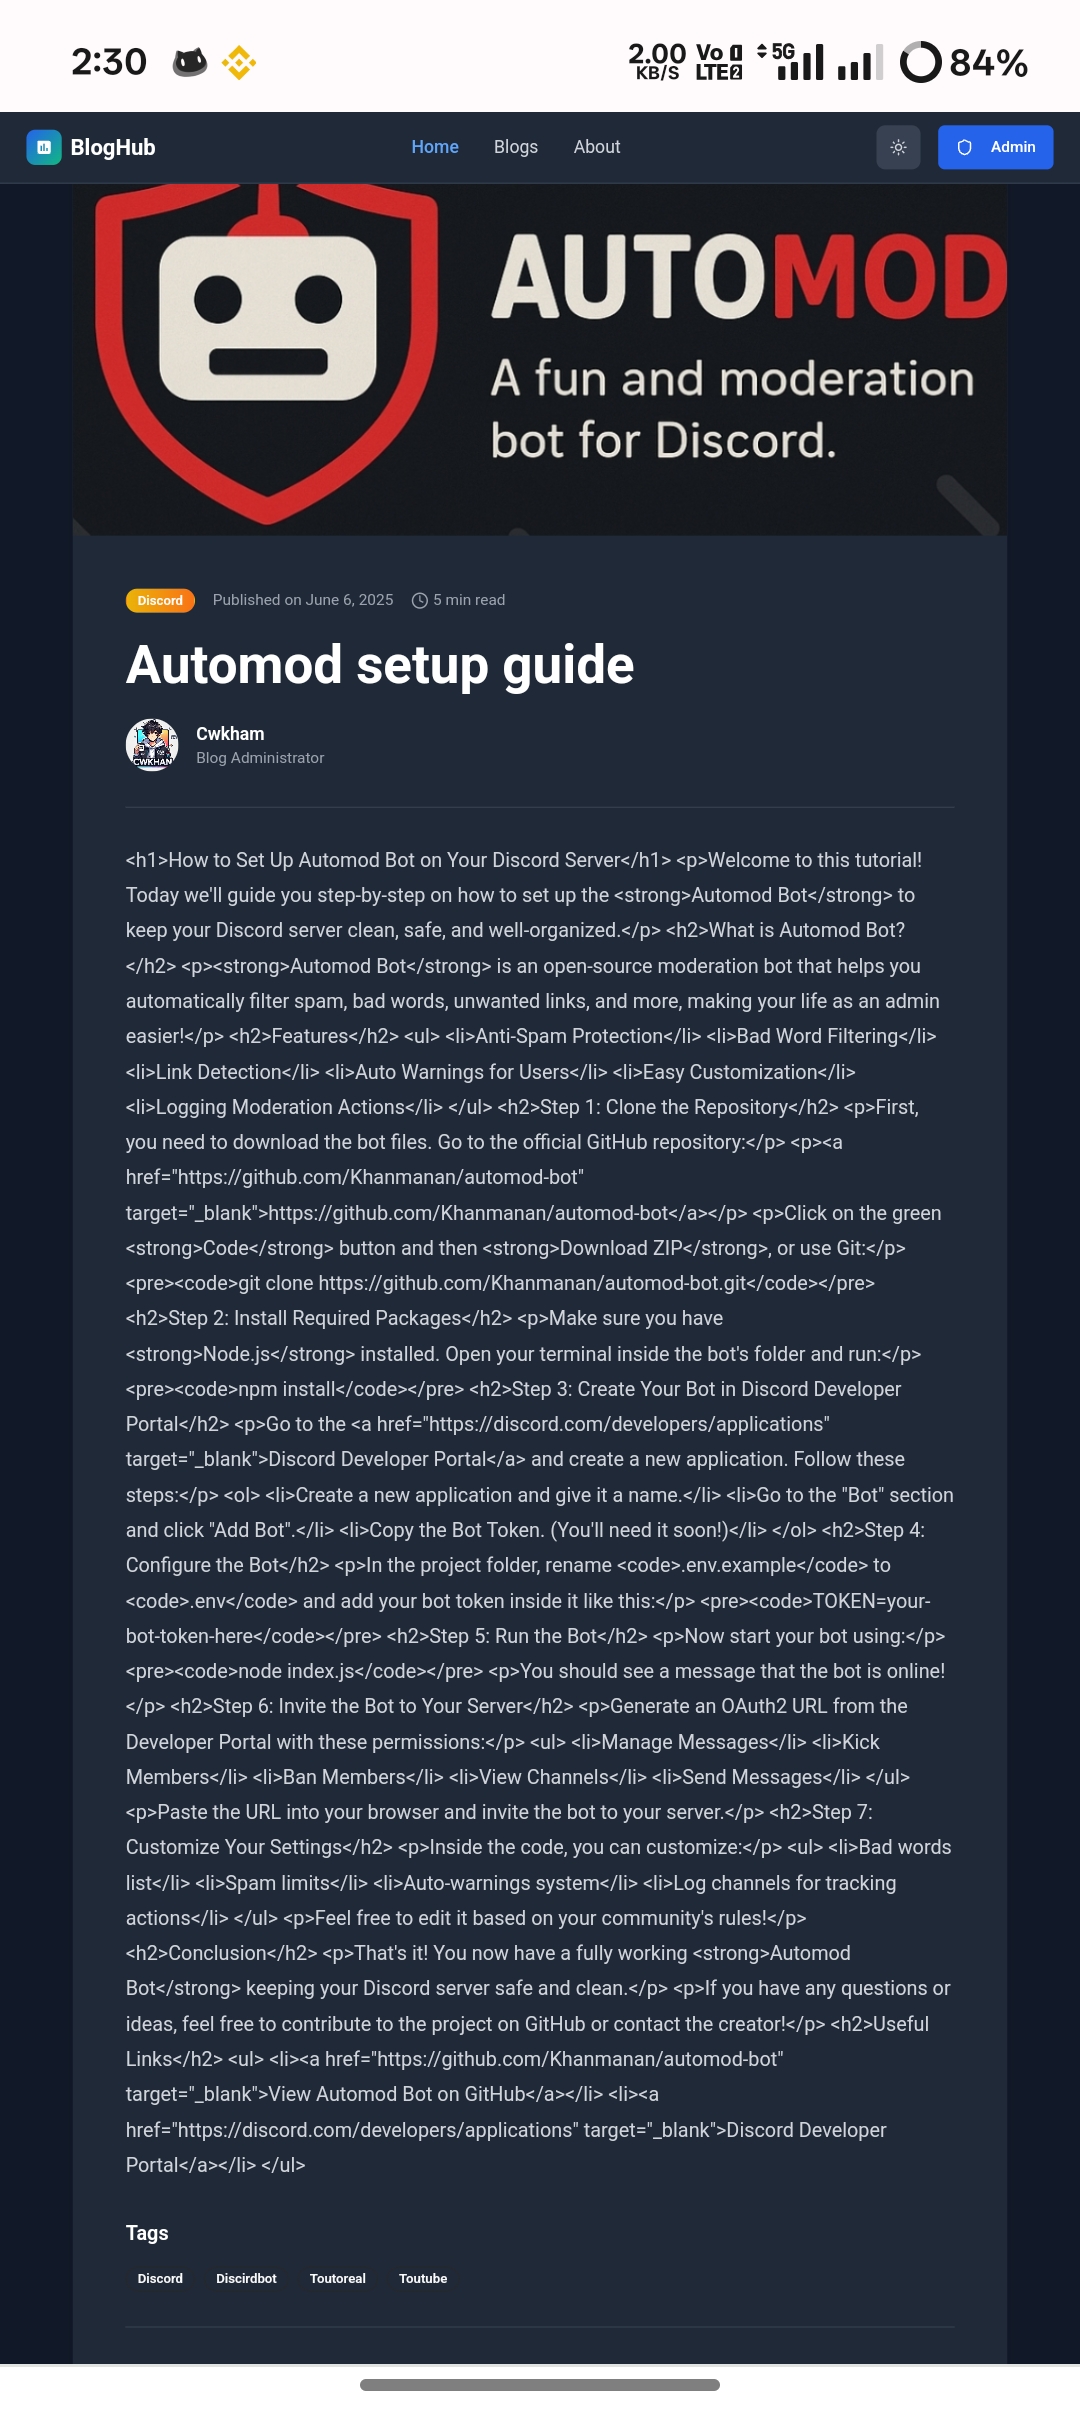 2:30
2.00 KB/S Vo LTE 1 2 5G 84%
BlogHub
Home Blogs About
Admin
AUTOMOD
A fun and moderation
bot for Discord.
Discord Published on June 6, 2025 5 min read
Automod setup guide
Cwkham
Blog Administrator
CWKHAN
<h1>How to Set Up Automod Bot on Your Discord Server</h1> <p>Welcome to this tutorial!
Today we'll guide you step-by-step on how to set up the <strong>Automod Bot</strong> to
keep your Discord server clean, safe, and well-organized.</p> <h2>What is Automod Bot?
</h2> <p><strong>Automod Bot</strong> is an open-source moderation bot that helps you
automatically filter spam, bad words, unwanted links, and more, making your life as an admin
easier!</p> <h2>Features</h2> <ul> <li>Anti-Spam Protection</li> <li>Bad Word Filtering</li>
<li>Link Detection</li> <li>Auto Warnings for Users</li> <li>Easy Customization</li>
<li>Logging Moderation Actions</li> </ul> <h2>Step 1: Clone the Repository</h2> <p>First,
you need to download the bot files. Go to the official GitHub repository:</p> <p><a
href="https://github.com/Khanmanan/automod-bot"
target="_blank">https://github.com/Khanmanan/automod-bot</a></p> <p>Click on the green
<strong>Code</strong> button and then <strong>Download ZIP</strong>, or use Git:</p>
<pre><code>git clone https://github.com/Khanmanan/automod-bot.git</code></pre>
<h2>Step 2: Install Required Packages</h2> <p>Make sure you have
<strong>Node.js</strong> installed. Open your terminal inside the bot's folder and run:</p>
<pre><code>npm install</code></pre> <h2>Step 3: Create Your Bot in Discord Developer
Portal</h2> <p>Go to the <a href="https://discord.com/developers/applications"
target="_blank">Discord Developer Portal</a> and create a new application. Follow these
steps:</p> <ol> <li>Create a new application and give it a name.</li> <li>Go to the "Bot" section
and click "Add Bot".</li> <li>Copy the Bot Token. (You'll need it soon!)</li> </ol> <h2>Step 4:
Configure the Bot</h2> <p>In the project folder, rename <code>.env.example</code> to
<code>.env</code> and add your bot token inside it like this:</p> <pre><code>TOKEN=your-
bot-token-here</code></pre> <h2>Step 5: Run the Bot</h2> <p>Now start your bot using:</p>
<pre><code>node index.js</code></pre> <p>You should see a message that the bot is online!
</p> <h2>Step 6: Invite the Bot to Your Server</h2> <p>Generate an OAuth2 URL from the
Developer Portal with these permissions:</p> <ul> <li>Manage Messages</li> <li>Kick
Members</li> <li>Ban Members</li> <li>View Channels</li> <li>Send Messages</li> </ul>
<p>Paste the URL into your browser and invite the bot to your server.</p> <h2>Step 7:
Customize Your Settings</h2> <p>Inside the code, you can customize:</p> <ul> <li>Bad words
list</li> <li>Spam limits</li> <li>Auto-warnings system</li> <li>Log channels for tracking
actions</li> </ul> <p>Feel free to edit it based on your community's rules!</p>
<h2>Conclusion</h2> <p>That's it! You now have a fully working <strong>Automod
Bot</strong> keeping your Discord server safe and clean.</p> <p>If you have any questions or
ideas, feel free to contribute to the project on GitHub or contact the creator!</p> <h2>Useful
Links</h2> <ul> <li><a href="https://github.com/Khanmanan/automod-bot"
target="_blank">View Automod Bot on GitHub</a></li> <li><a
href="https://discord.com/developers/applications" target="_blank">Discord Developer
Portal</a></li> </ul>
Tags
Discord Discirdbot Toutoreal Toutube